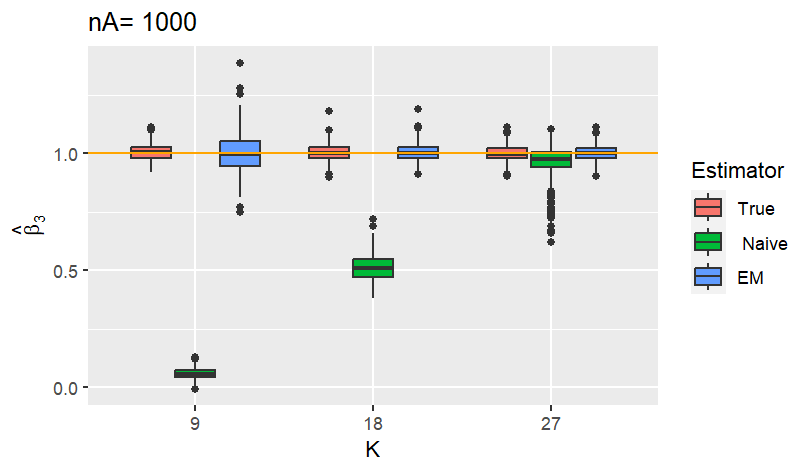 nA= 1000
1.0
0.5
0.0
β̂₃
9 18 27
K
Estimator
True
Naive
EM